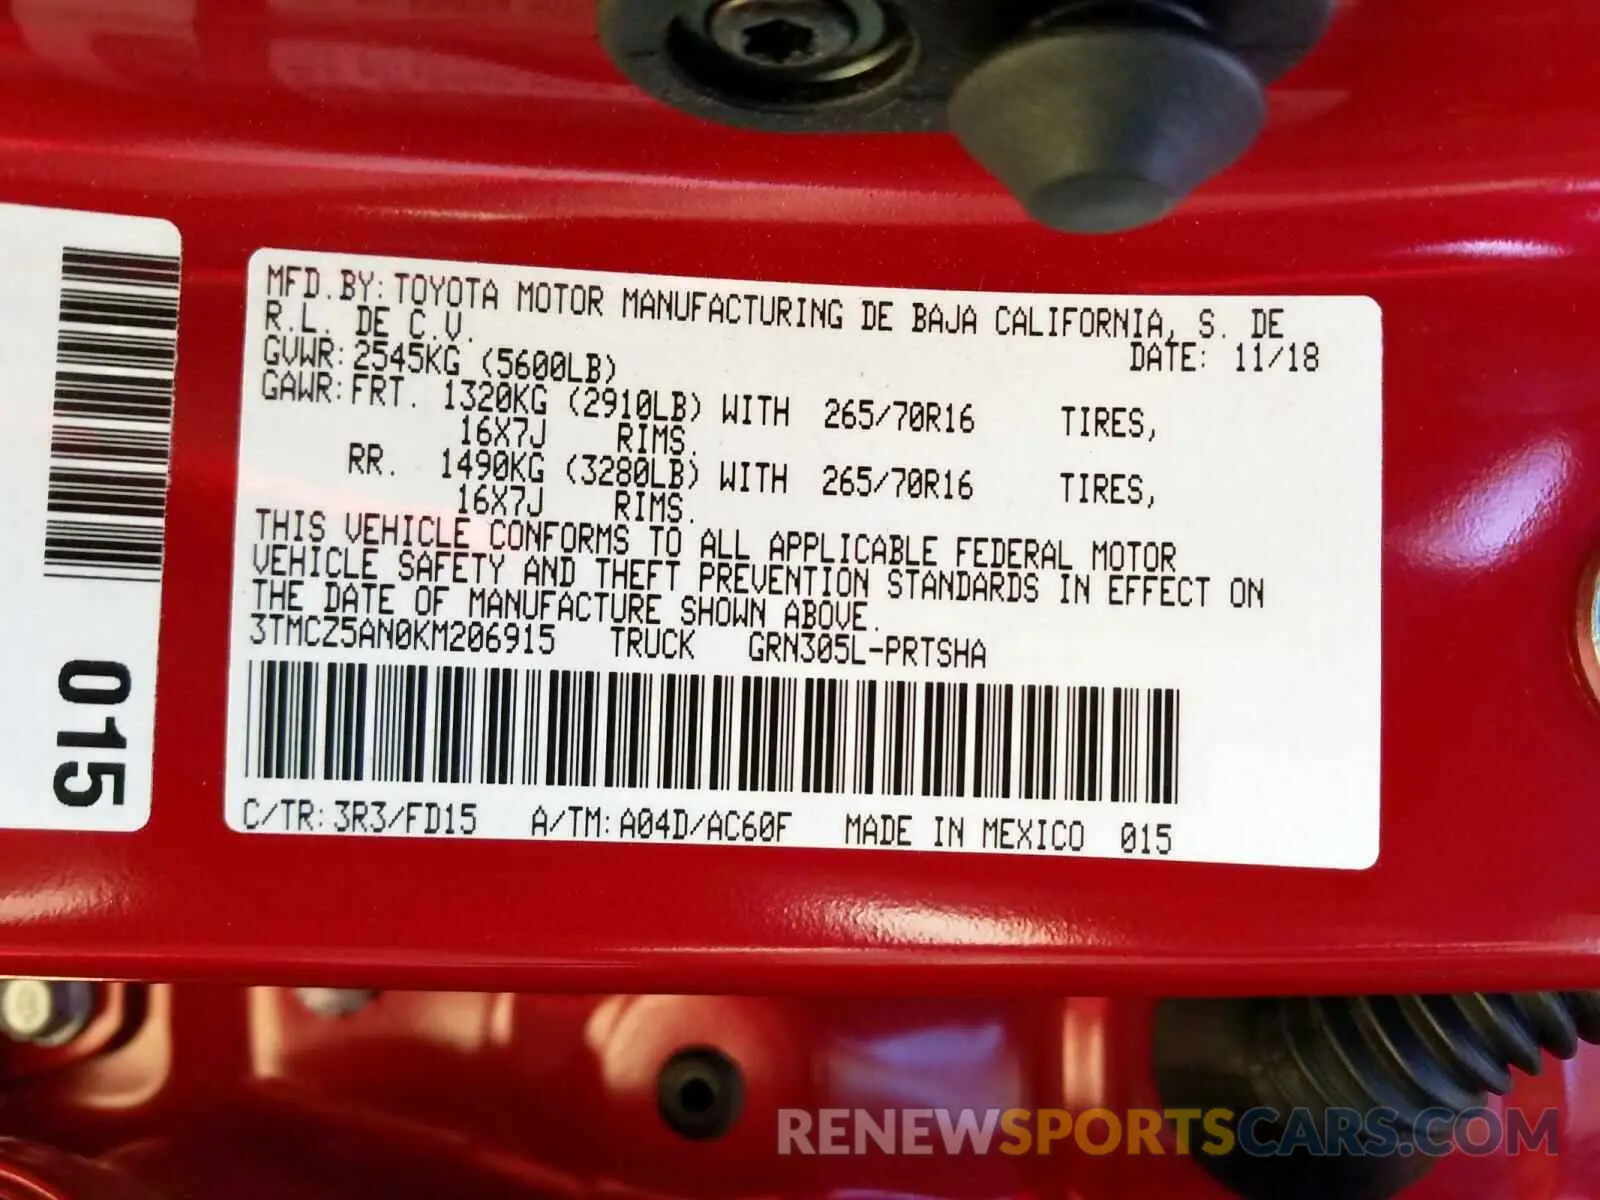 MFD.BY: TOYOTA MOTOR MANUFACTURING DE BAJA CALIFORNIA, S. DE
R.L. DE C.V.
DATE: 11/18
GVWR: 2545KG (5600LB)
GAWR: FRT. 1320KG (2910LB) WITH 265/70R16 TIRES,
16X7J RIMS.
RR. 1490KG (3280LB) WITH 265/70R16 TIRES,
16X7J RIMS.
THIS VEHICLE CONFORMS TO ALL APPLICABLE FEDERAL MOTOR
VEHICLE SAFETY AND THEFT PREVENTION STANDARDS IN EFFECT ON
THE DATE OF MANUFACTURE SHOWN ABOVE.
3TMCZ5AN0KM206915 TRUCK GRN305L-PRTSHA
C/TR: 3R3/FD15 A/TM: A04D/AC60F MADE IN MEXICO 015
015
RENEWSPORTSCARS.COM